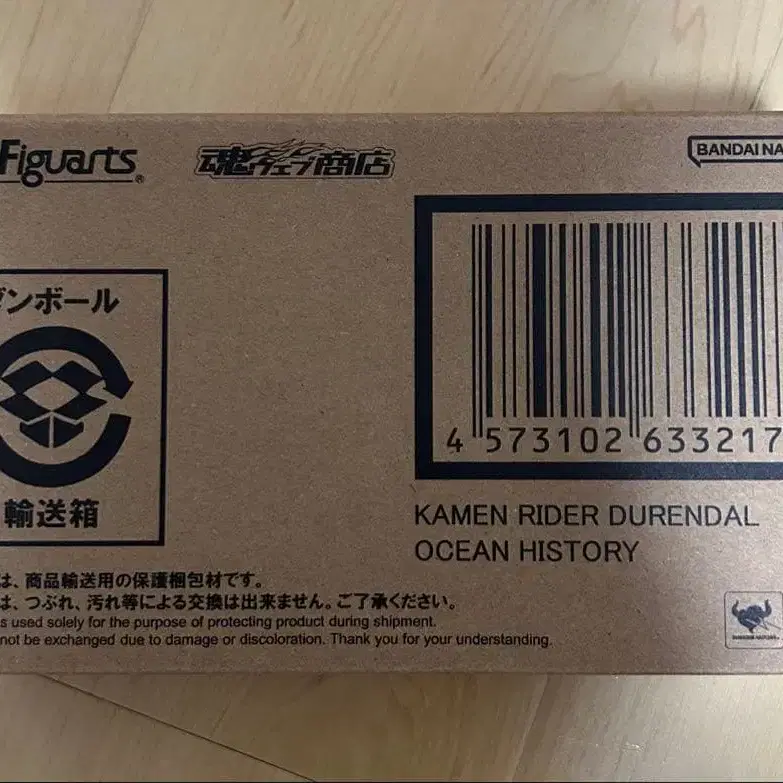 Figuarts®
魂ウェブ商店
BANDAI NA
ダンボール
輸送箱
4 573102 633217
KAMEN RIDER DURENDAL
OCEAN HISTORY
は、商品輸送用の保護梱包材です。
は、つぶれ、汚れ等による交換は出来ません。ご了承ください。
s used solely for the purpose of protecting product during shipment.
not be exchanged due to damage or discoloration. Thank you for your understanding.